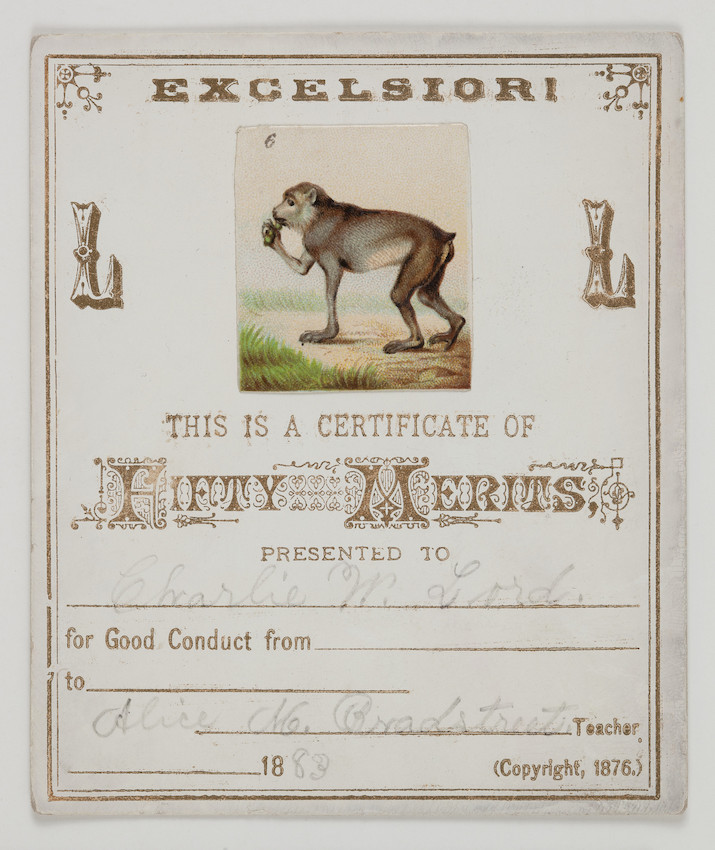 EXCELSIOR!
6
L L
THIS IS A CERTIFICATE OF
FIFTY MERITS,
PRESENTED TO
Charlie W. Lord.
for Good Conduct from
to
Alice M. Bradstreet Teacher,
1883 (Copyright, 1876.)